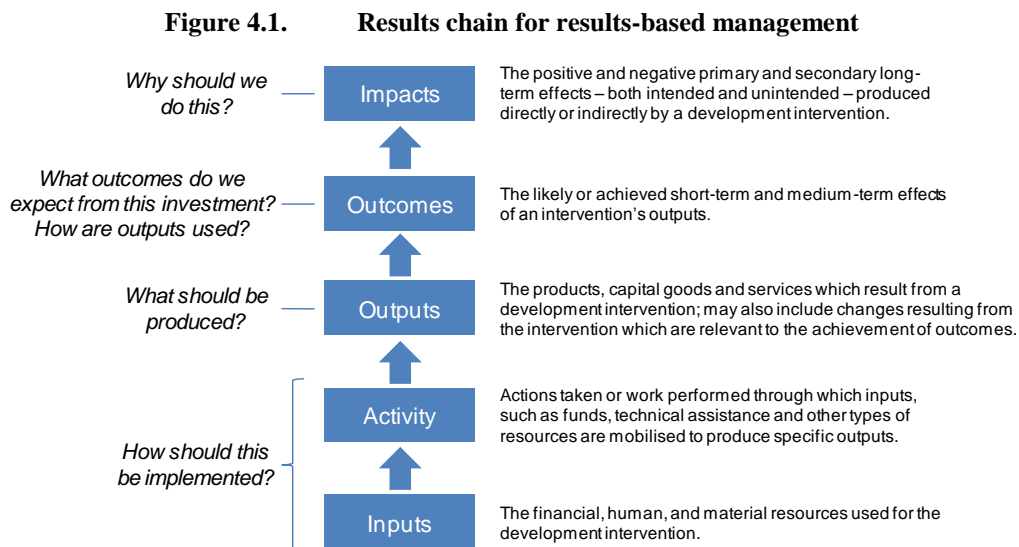 Figure 4.1. Results chain for results-based management
Why should we
do this?
Impacts
The positive and negative primary and secondary long-
term effects – both intended and unintended – produced
directly or indirectly by a development intervention.
What outcomes do we
expect from this investment?
How are outputs used?
Outcomes
The likely or achieved short-term and medium-term effects
of an intervention's outputs.
What should be
produced?
Outputs
The products, capital goods and services which result from a
development intervention; may also include changes resulting from
the intervention which are relevant to the achievement of outcomes.
How should this
be implemented?
Activity
Actions taken or work performed through which inputs,
such as funds, technical assistance and other types of
resources are mobilised to produce specific outputs.
Inputs
The financial, human, and material resources used for the
development intervention.